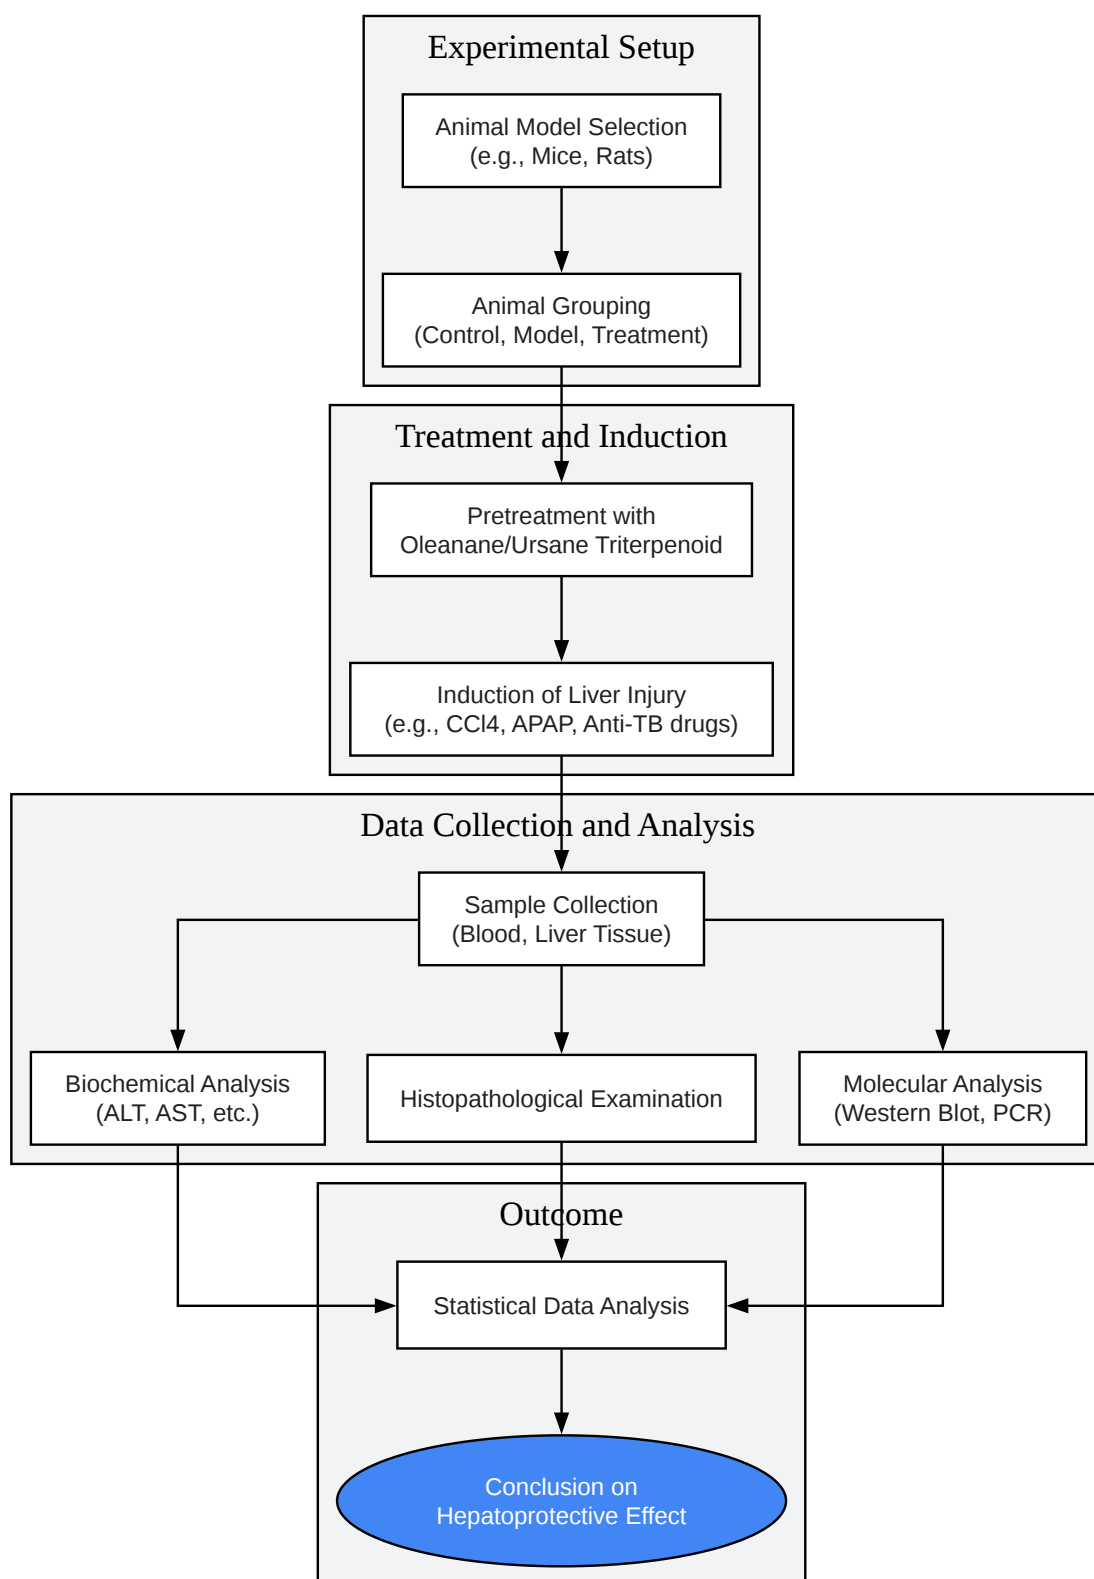 Experimental Setup
Animal Model Selection
(e.g., Mice, Rats)
Animal Grouping
(Control, Model, Treatment)
Treatment and Induction
Pretreatment with
Oleanane/Ursane Triterpenoid
Induction of Liver Injury
(e.g., CCl4, APAP, Anti-TB drugs)
Data Collection and Analysis
Sample Collection
(Blood, Liver Tissue)
Biochemical Analysis
(ALT, AST, etc.)
Histopathological Examination
Molecular Analysis
(Western Blot, PCR)
Outcome
Statistical Data Analysis
Conclusion on
Hepatoprotective Effect